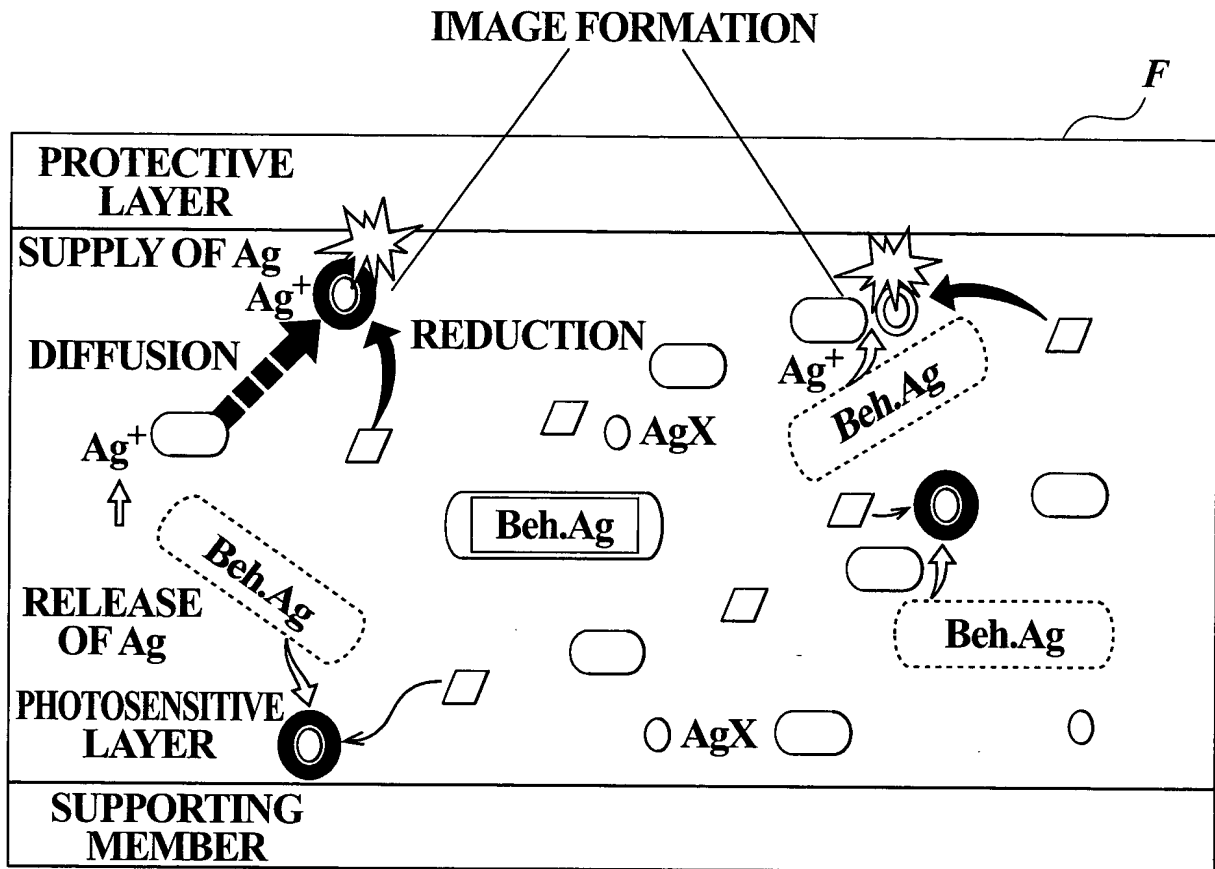 IMAGE FORMATION
F
PROTECTIVE
LAYER
SUPPLY OF Ag
Ag⁺
DIFFUSION
REDUCTION
Ag⁺
Beh.Ag
Ag⁺
AgX
Beh.Ag
Beh.Ag
RELEASE
OF Ag
Beh.Ag
PHOTOSENSITIVE
LAYER
AgX
SUPPORTING
MEMBER